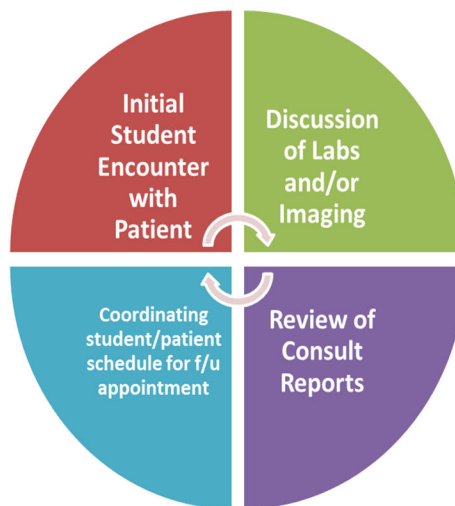 Initial
Student
Encounter
with
Patient
Discussion
of Labs
and/or
Imaging
Coordinating
student/patient
schedule for f/u
appointment
Review of
Consult
Reports